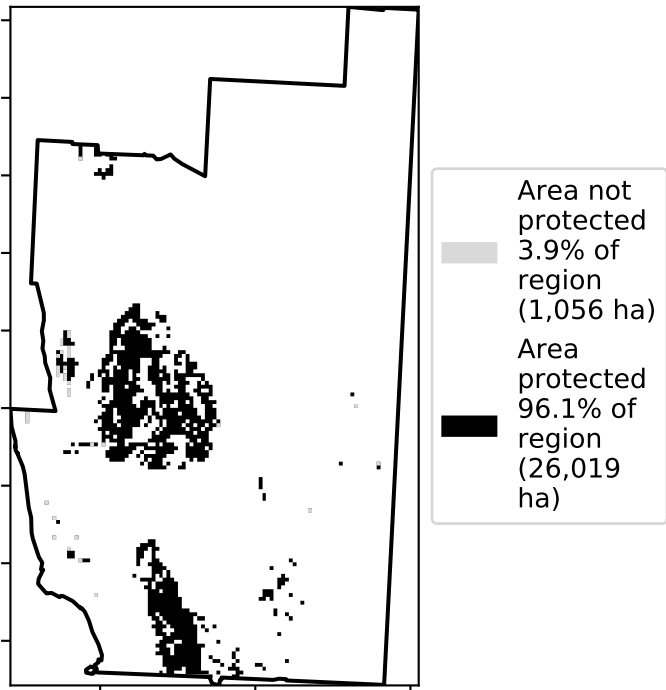 Area not
protected
3.9% of
region
(1,056 ha)
Area
protected
96.1% of
region
(26,019
ha)